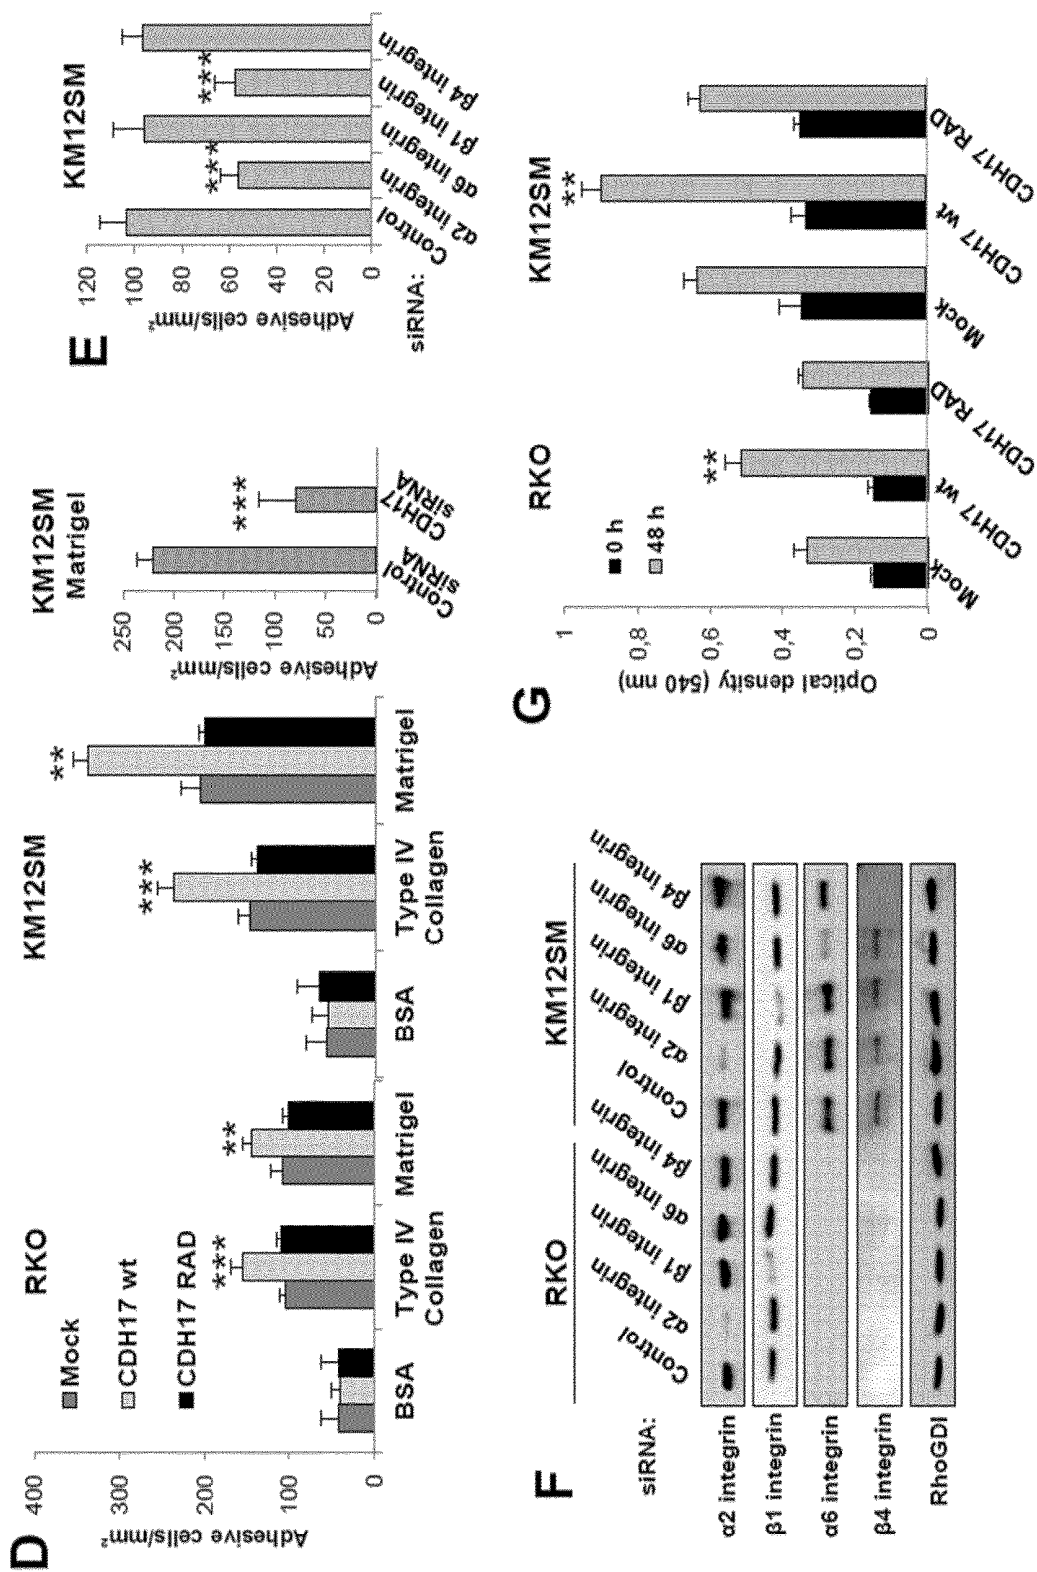 D
RKO
KM12SM
Mock
CDH17 wt
CDH17 RAD
Adhesive cells/mm²
400
300
200
100
0
BSA
Type IV
Collagen
Matrigel
BSA
Type IV
Collagen
Matrigel
***
**
***
**
KM12SM
Matrigel
Adhesive cells/mm²
250
200
150
100
50
0
***
Control
siRNA
CDH17
siRNA
E
KM12SM
Adhesive cells/mm²
120
100
80
60
40
20
0
***
***
siRNA:
Control
α2 integrin
α6 integrin
β1 integrin
β4 integrin
F
RKO
KM12SM
siRNA:
Control
α2 integrin
β1 integrin
α6 integrin
β4 integrin
Control
α2 integrin
β1 integrin
α6 integrin
β4 integrin
α2 integrin
β1 integrin
α6 integrin
β4 integrin
RhoGDI
G
RKO
KM12SM
0 h
48 h
Optical density (540 nm)
1
0,8
0,6
0,4
0,2
0
**
**
Mock
CDH17 wt
CDH17 RAD
Mock
CDH17 wt
CDH17 RAD